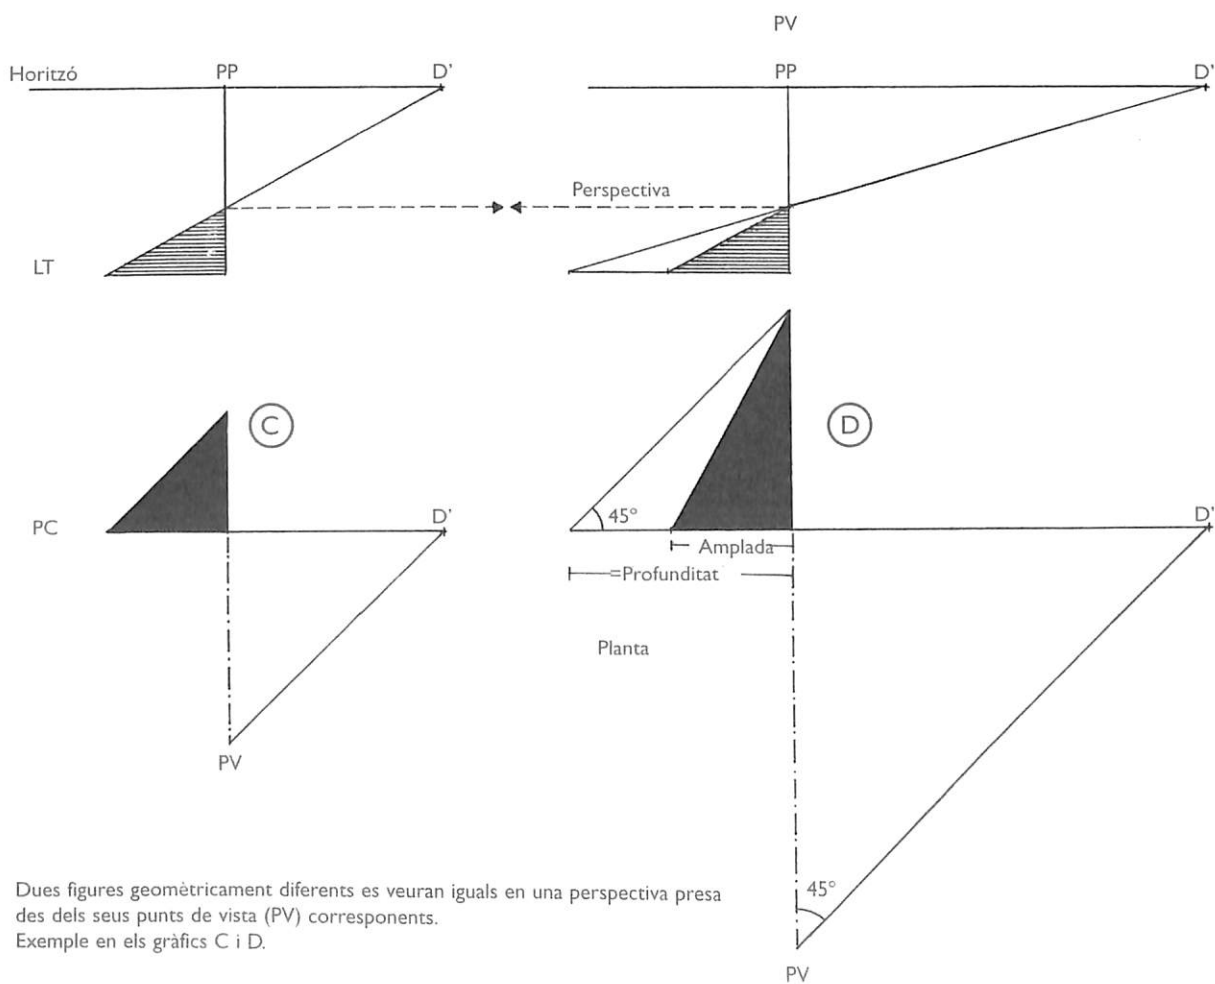 PV
Horitzó PP D' PP D'
Perspectiva
LT
C D
45°
PC D' D'
Amplada
=Profunditat
Planta
PV
45°
Dues figures geomètricament diferents es veuran iguals en una perspectiva presa
des dels seus punts de vista (PV) corresponents.
Exemple en els gràfics C i D.
PV